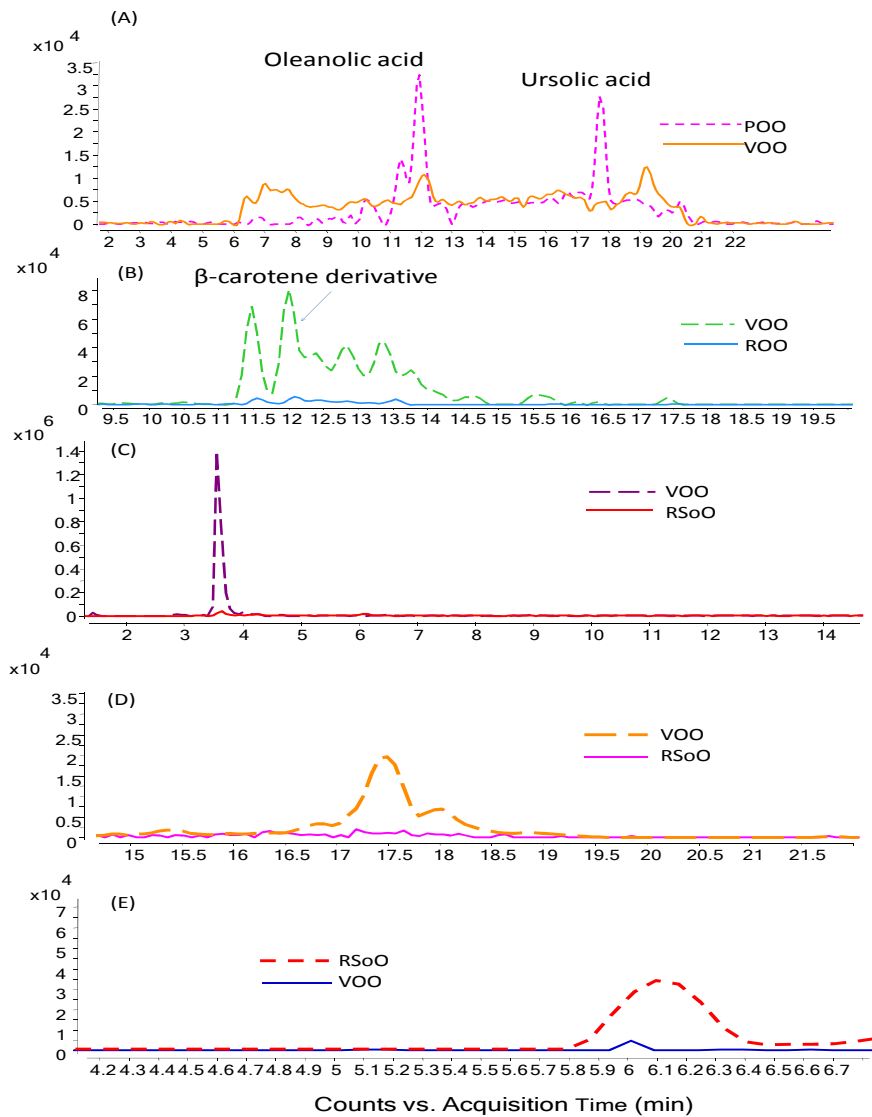 (A)
x10 4
Oleanolic acid
Ursolic acid
3.5
3
2.5
2
1.5
1
0.5
0
POO
VOO
2 3 4 5 6 7 8 9 10 11 12 13 14 15 16 17 18 19 20 21 22
x10 4
(B)
β-carotene derivative
8
6
4
2
0
VOO
ROO
9.5 10 10.5 11 11.5 12 12.5 13 13.5 14 14.5 15 15.5 16 16.5 17 17.5 18 18.5 19 19.5
x10 6
(C)
1.4
1.2
1
0.8
0.6
0.4
0.2
0
VOO
RSoO
2 3 4 5 6 7 8 9 10 11 12 13 14
x10 4
(D)
3.5
3
2.5
2
1.5
1
0.5
0
VOO
RSoO
15 15.5 16 16.5 17 17.5 18 18.5 19 19.5 20 20.5 21 21.5
x10 4
(E)
7
6
5
4
3
2
1
0
RSoO
VOO
4.2 4.3 4.4 4.5 4.6 4.7 4.8 4.9 5 5.1 5.2 5.3 5.4 5.5 5.6 5.7 5.8 5.9 6 6.1 6.2 6.3 6.4 6.5 6.6 6.7
Counts vs. Acquisition Time (min)